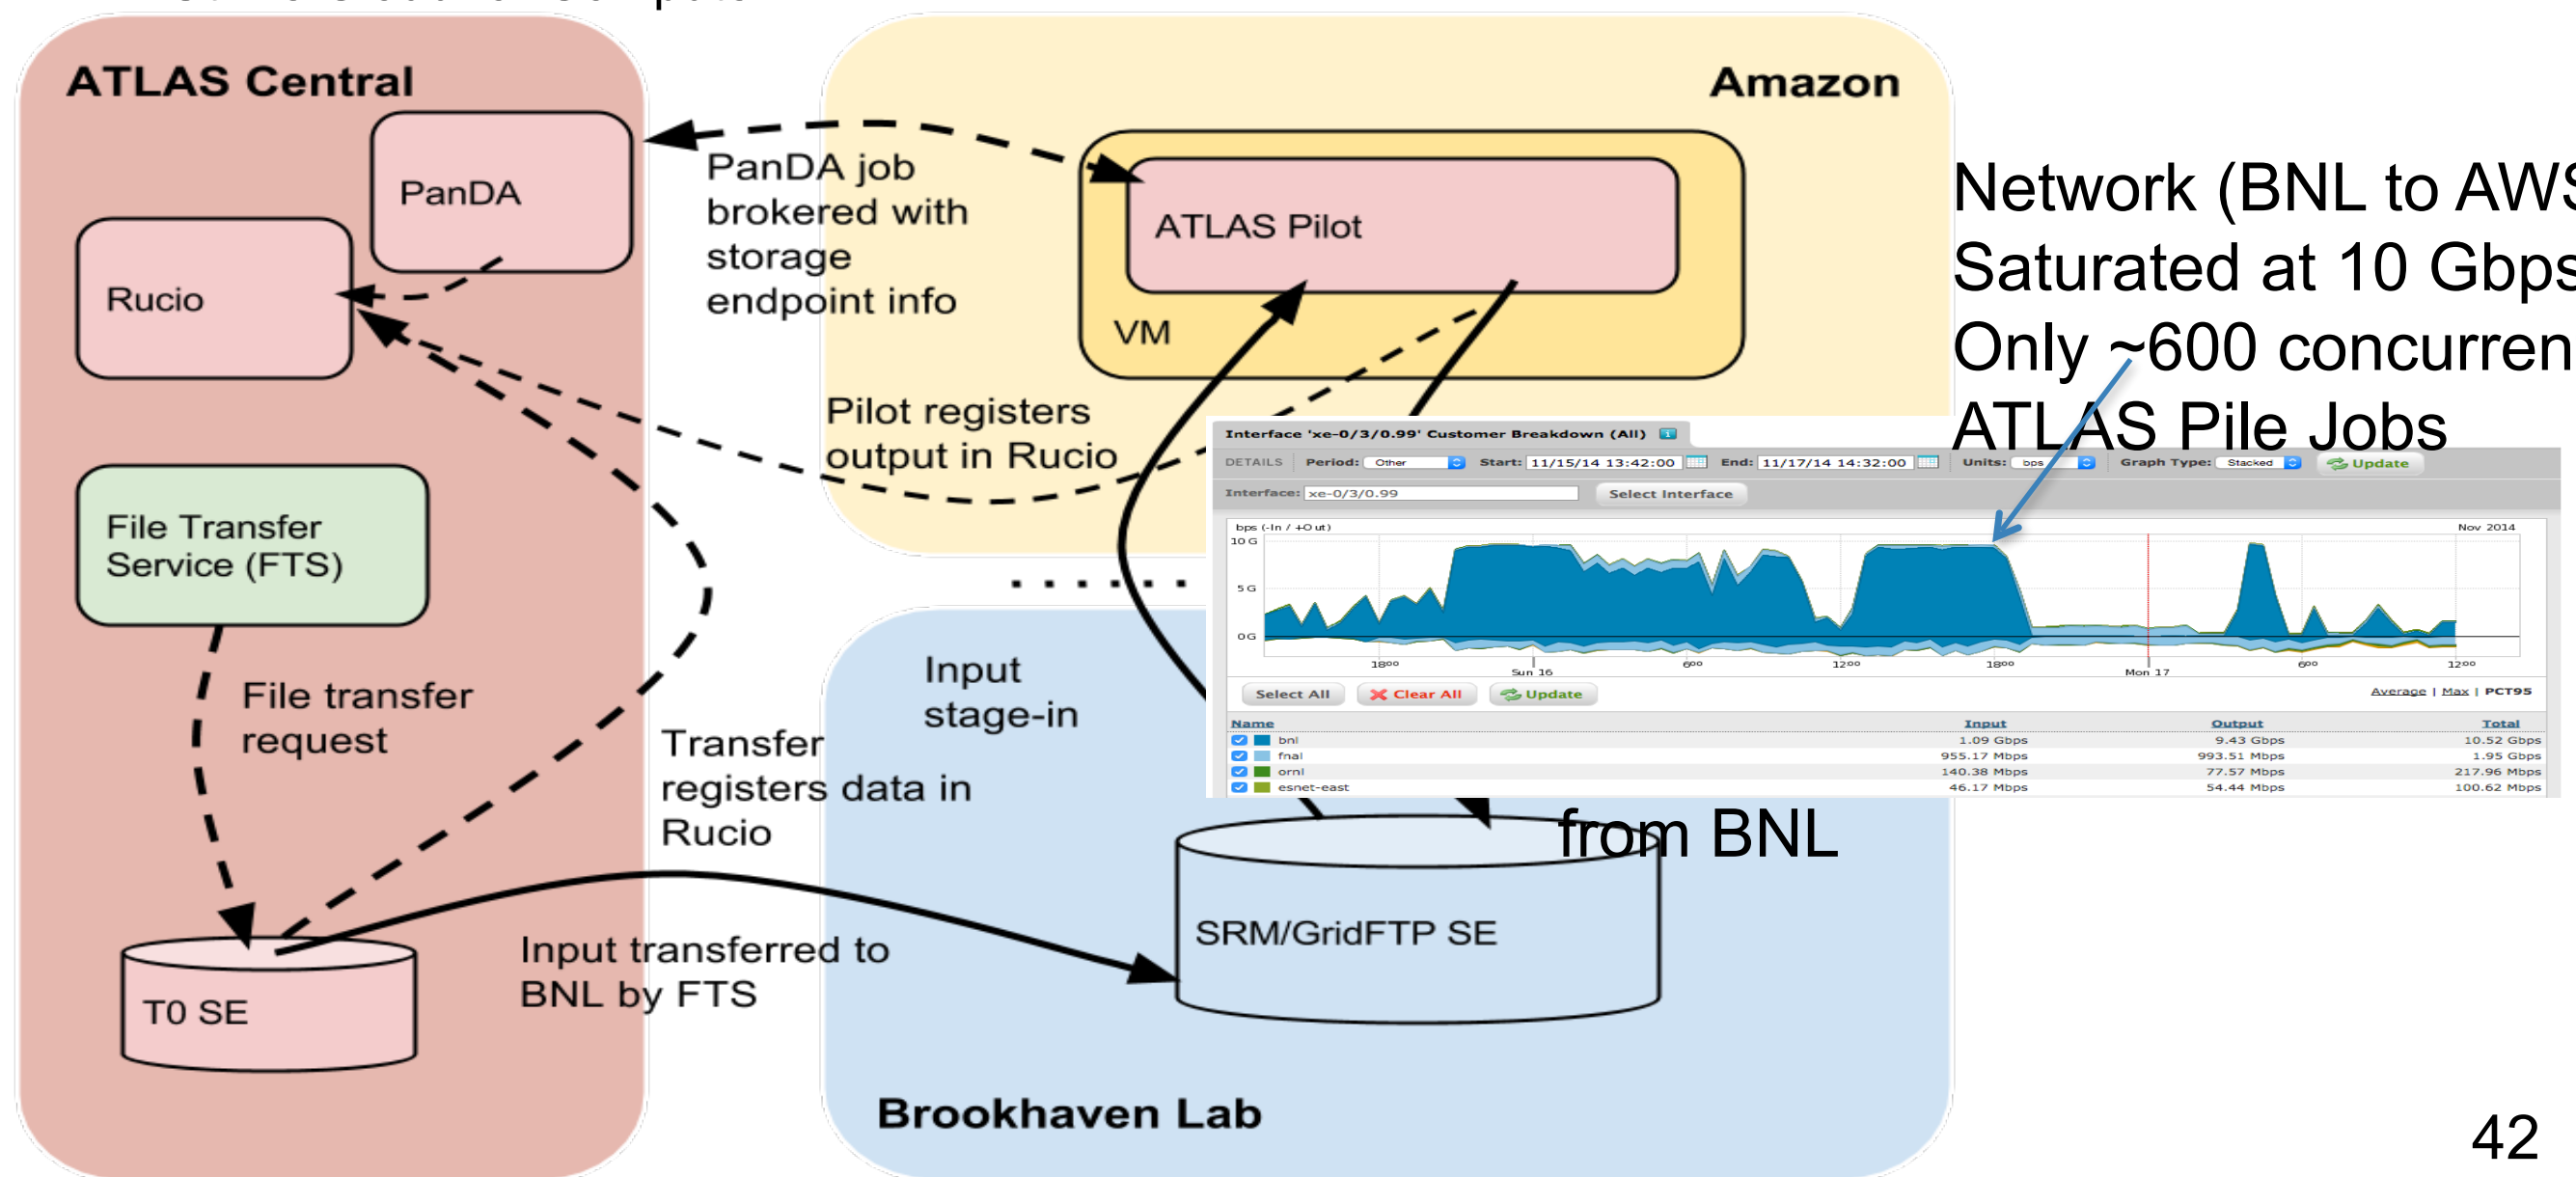 ATLAS Central
PanDA
Rucio
File Transfer
Service (FTS)
File transfer
request
T0 SE
Amazon
PanDA job
brokered with
storage
endpoint info
ATLAS Pilot
VM
Pilot registers
output in Rucio
Network (BNL to AWS
Saturated at 10 Gbps
Only ~600 concurren
ATLAS Pile Jobs
Interface 'xe-0/3/0.99' Customer Breakdown (All)
DETAILS Period: Other Start: 11/15/14 13:42:00 End: 11/17/14 14:32:00 Units: bps Graph Type: Stacked Update
Interface: xe-0/3/0.99 Select Interface
bps (-In / +Out) Nov 2014
10 G
5 G
0 G
18⁰⁰ Sun 16 6⁰⁰ 12⁰⁰ 18⁰⁰ Mon 17 6⁰⁰ 12⁰⁰
Select All Clear All Update Average | Max | PCT95
Name Input Output Total
bnl 1.09 Gbps 9.43 Gbps 10.52 Gbps
fnal 955.17 Mbps 993.51 Mbps 1.95 Gbps
ornl 140.38 Mbps 77.57 Mbps 217.96 Mbps
esnet-east 46.17 Mbps 54.44 Mbps 100.62 Mbps
Input
stage-in
Transfer
registers data in
Rucio
from BNL
SRM/GridFTP SE
Input transferred to
BNL by FTS
Brookhaven Lab
42